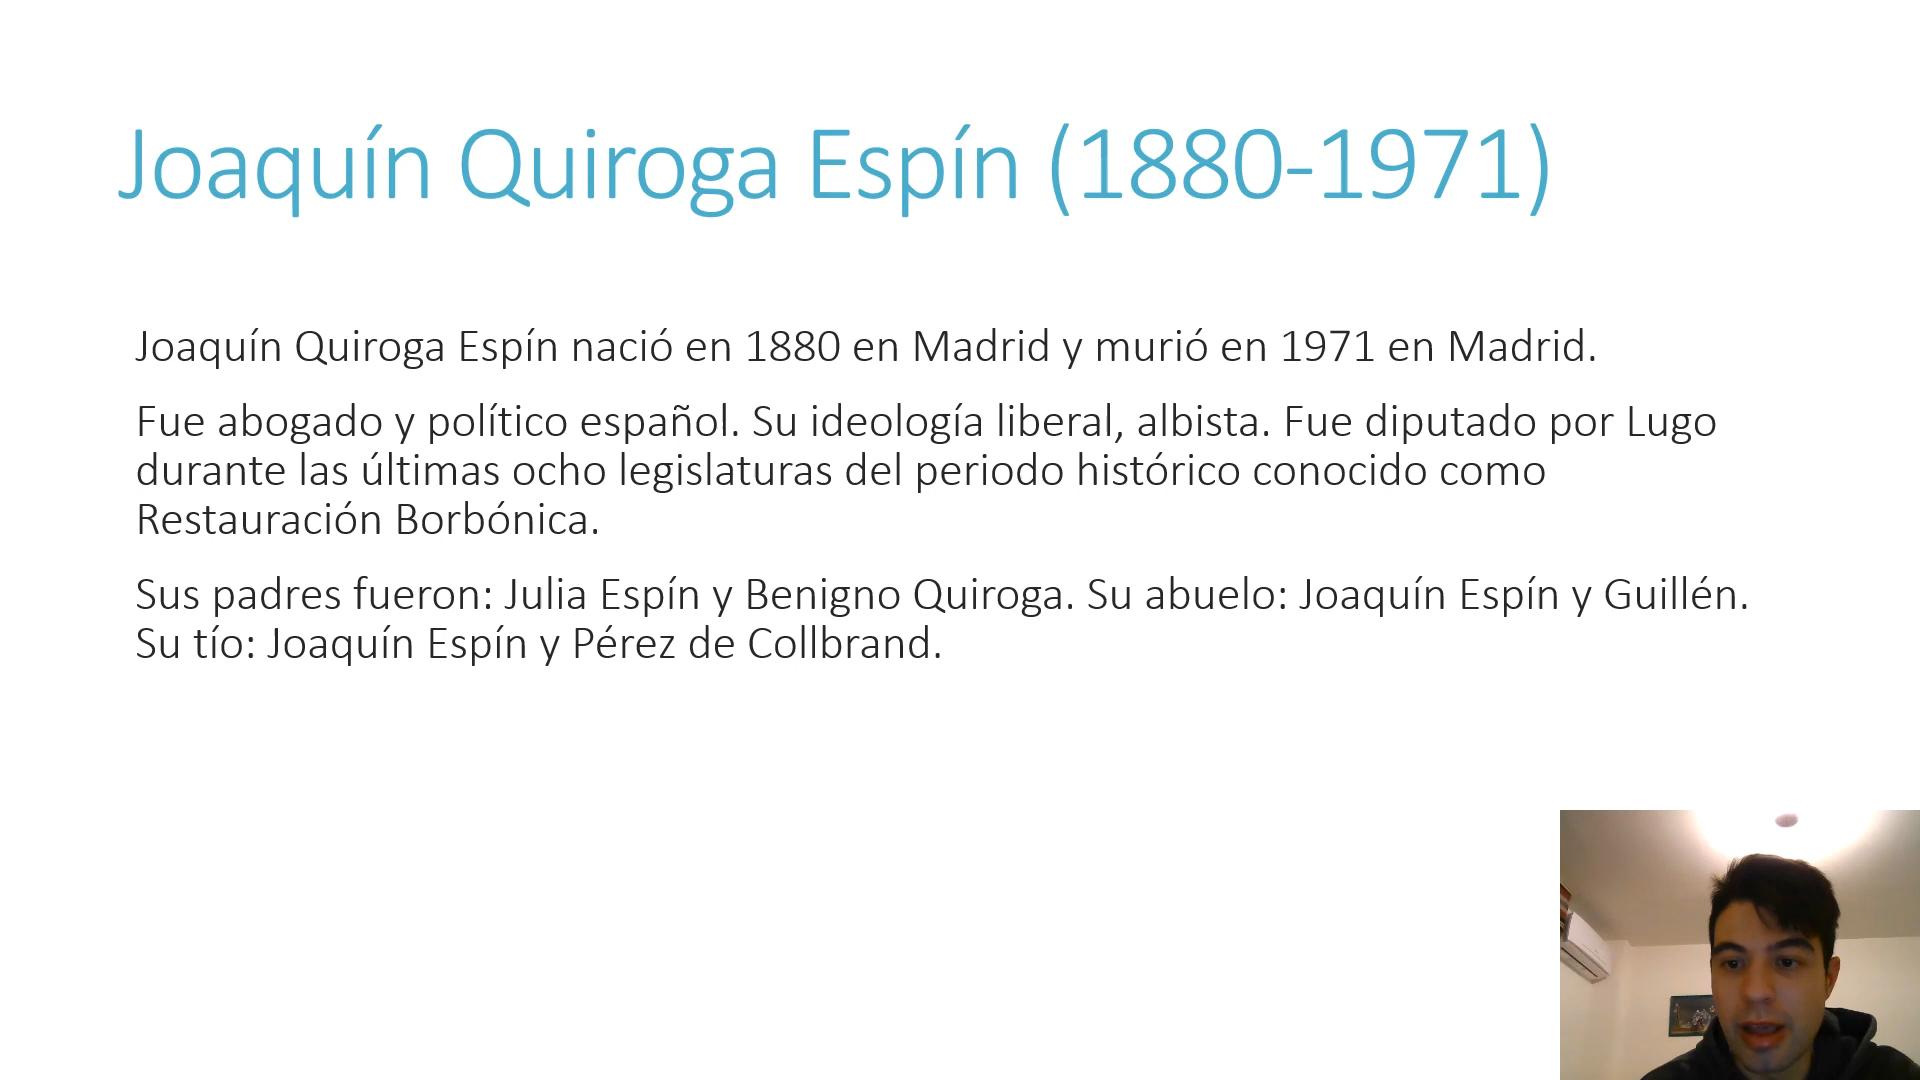 Joaquín Quiroga Espín (1880-1971)
Joaquín Quiroga Espín nació en 1880 en Madrid y murió en 1971 en Madrid.
Fue abogado y político español. Su ideología liberal, albista. Fue diputado por Lugo
durante las últimas ocho legislaturas del periodo histórico conocido como
Restauración Borbónica.
Sus padres fueron: Julia Espín y Benigno Quiroga. Su abuelo: Joaquín Espín y Guillén.
Su tío: Joaquín Espín y Pérez de Collbrand.